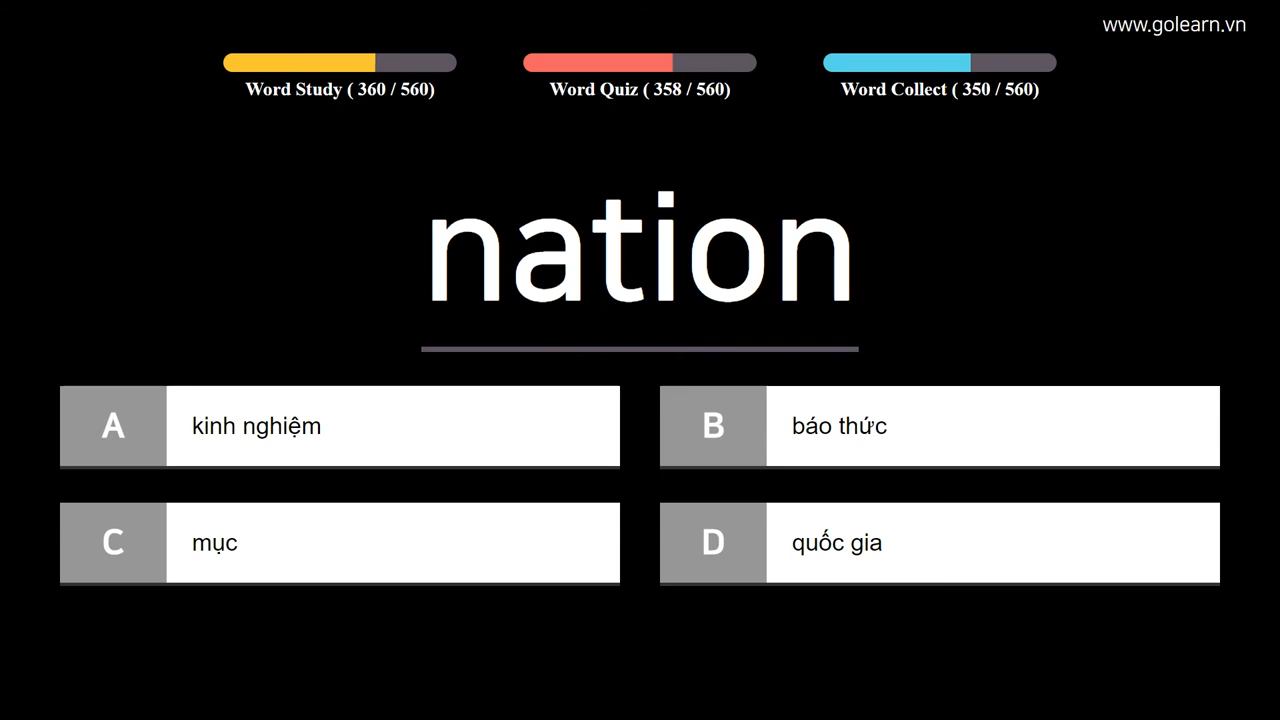 www.golearn.vn
Word Study ( 360 / 560)
Word Quiz ( 358 / 560)
Word Collect ( 350 / 560)
nation
A kinh nghiệm
B báo thức
C mục
D quốc gia